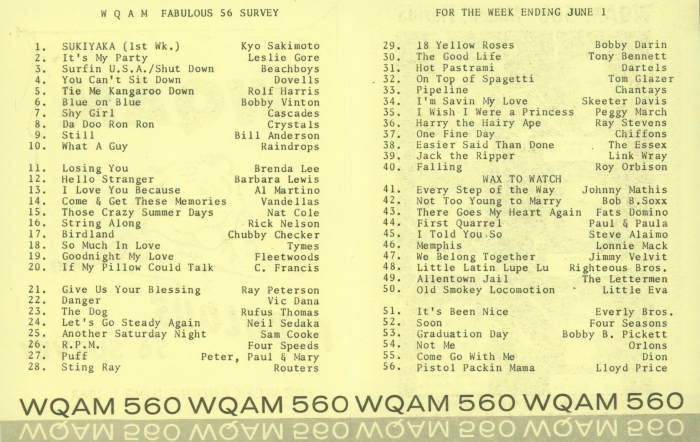 W Q A M FABULOUS 56 SURVEY
1. SUKIYAKA (1st Wk.) Kyo Sakimoto
2. It's My Party Leslie Gore
3. Surfin U.S.A./Shut Down Beachboys
4. You Can't Sit Down Dovells
5. Tie Me Kangaroo Down Rolf Harris
6. Blue on Blue Bobby Vinton
7. Shy Girl Cascades
8. Da Doo Ron Ron Crystals
9. Still Bill Anderson
10. What A Guy Raindrops
11. Losing You Brenda Lee
12. Hello Stranger Barbara Lewis
13. I Love You Because Al Martino
14. Come & Get These Memories Vandellas
15. Those Crazy Summer Days Nat Cole
16. String Along Rick Nelson
17. Birdland Chubby Checker
18. So Much In Love Tymes
19. Goodnight My Love Fleetwoods
20. If My Pillow Could Talk C. Francis
21. Give Us Your Blessing Ray Peterson
22. Danger Vic Dana
23. The Dog Rufus Thomas
24. Let's Go Steady Again Neil Sedaka
25. Another Saturday Night Sam Cooke
26. R.P.M. Four Speeds
27. Puff Peter, Paul & Mary
28. Sting Ray Routers
FOR THE WEEK ENDING JUNE 1
29. 18 Yellow Roses Bobby Darin
30. The Good Life Tony Bennett
31. Hot Pastrami Dartels
32. On Top of Spagetti Tom Glazer
33. Pipeline Chantays
34. I'm Savin My Love Skeeter Davis
35. I Wish I Were a Princess Peggy March
36. Harry the Hairy Ape Ray Stevens
37. One Fine Day Chiffons
38. Easier Said Than Done The Essex
39. Jack the Ripper Link Wray
40. Falling Roy Orbison
WAX TO WATCH
41. Every Step of the Way Johnny Mathis
42. Not Too Young to Marry Bob B.Soxx
43. There Goes My Heart Again Fats Domino
44. First Quarrel Paul & Paula
45. I Told You So Steve Alaimo
46. Memphis Lonnie Mack
47. We Belong Together Jimmy Velvit
48. Little Latin Lupe Lu Righteous Bros.
49. Allentown Jail The Lettermen
50. Old Smokey Locomotion Little Eva
51. It's Been Nice Everly Bros.
52. Soon Four Seasons
53. Graduation Day Bobby B. Pickett
54. Not Me Orlons
55. Come Go With Me Dion
56. Pistol Packin Mama Lloyd Price
WQAM 560 WQAM 560 WQAM 560 WQAM 560
WQAM 560 WQAM 560 WQAM 560 WQAM 560